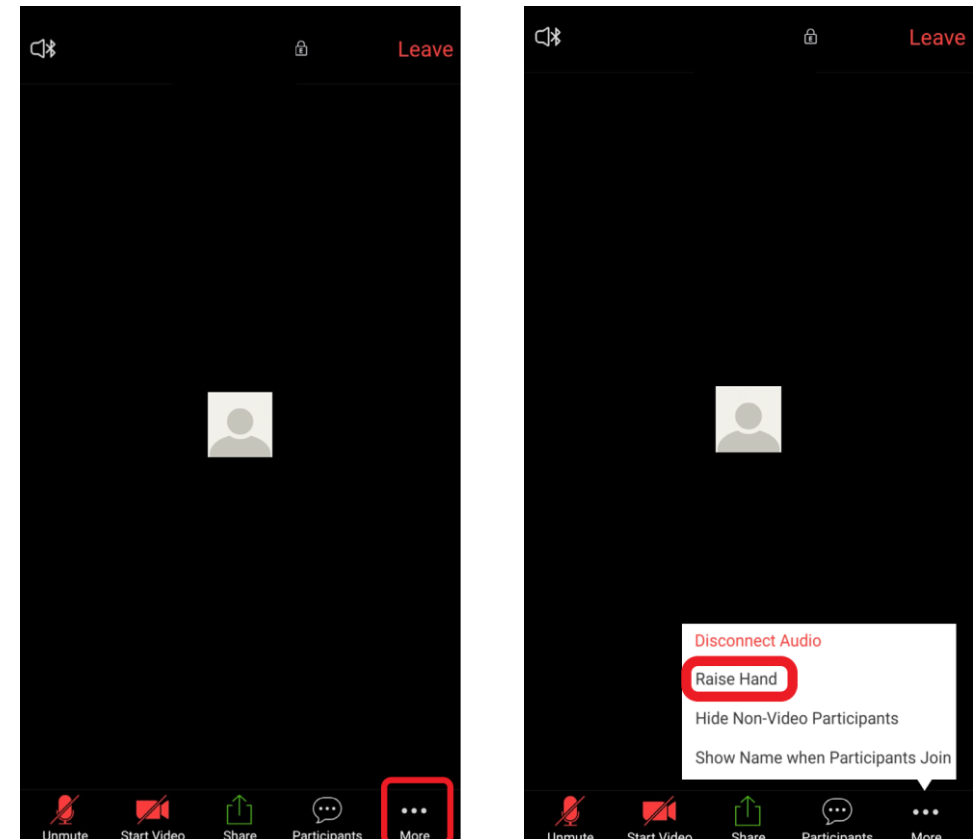 Leave
Unmute Start Video Share Participants More
Leave
Disconnect Audio
Raise Hand
Hide Non-Video Participants
Show Name when Participants Join
Unmute Start Video Share Participants More